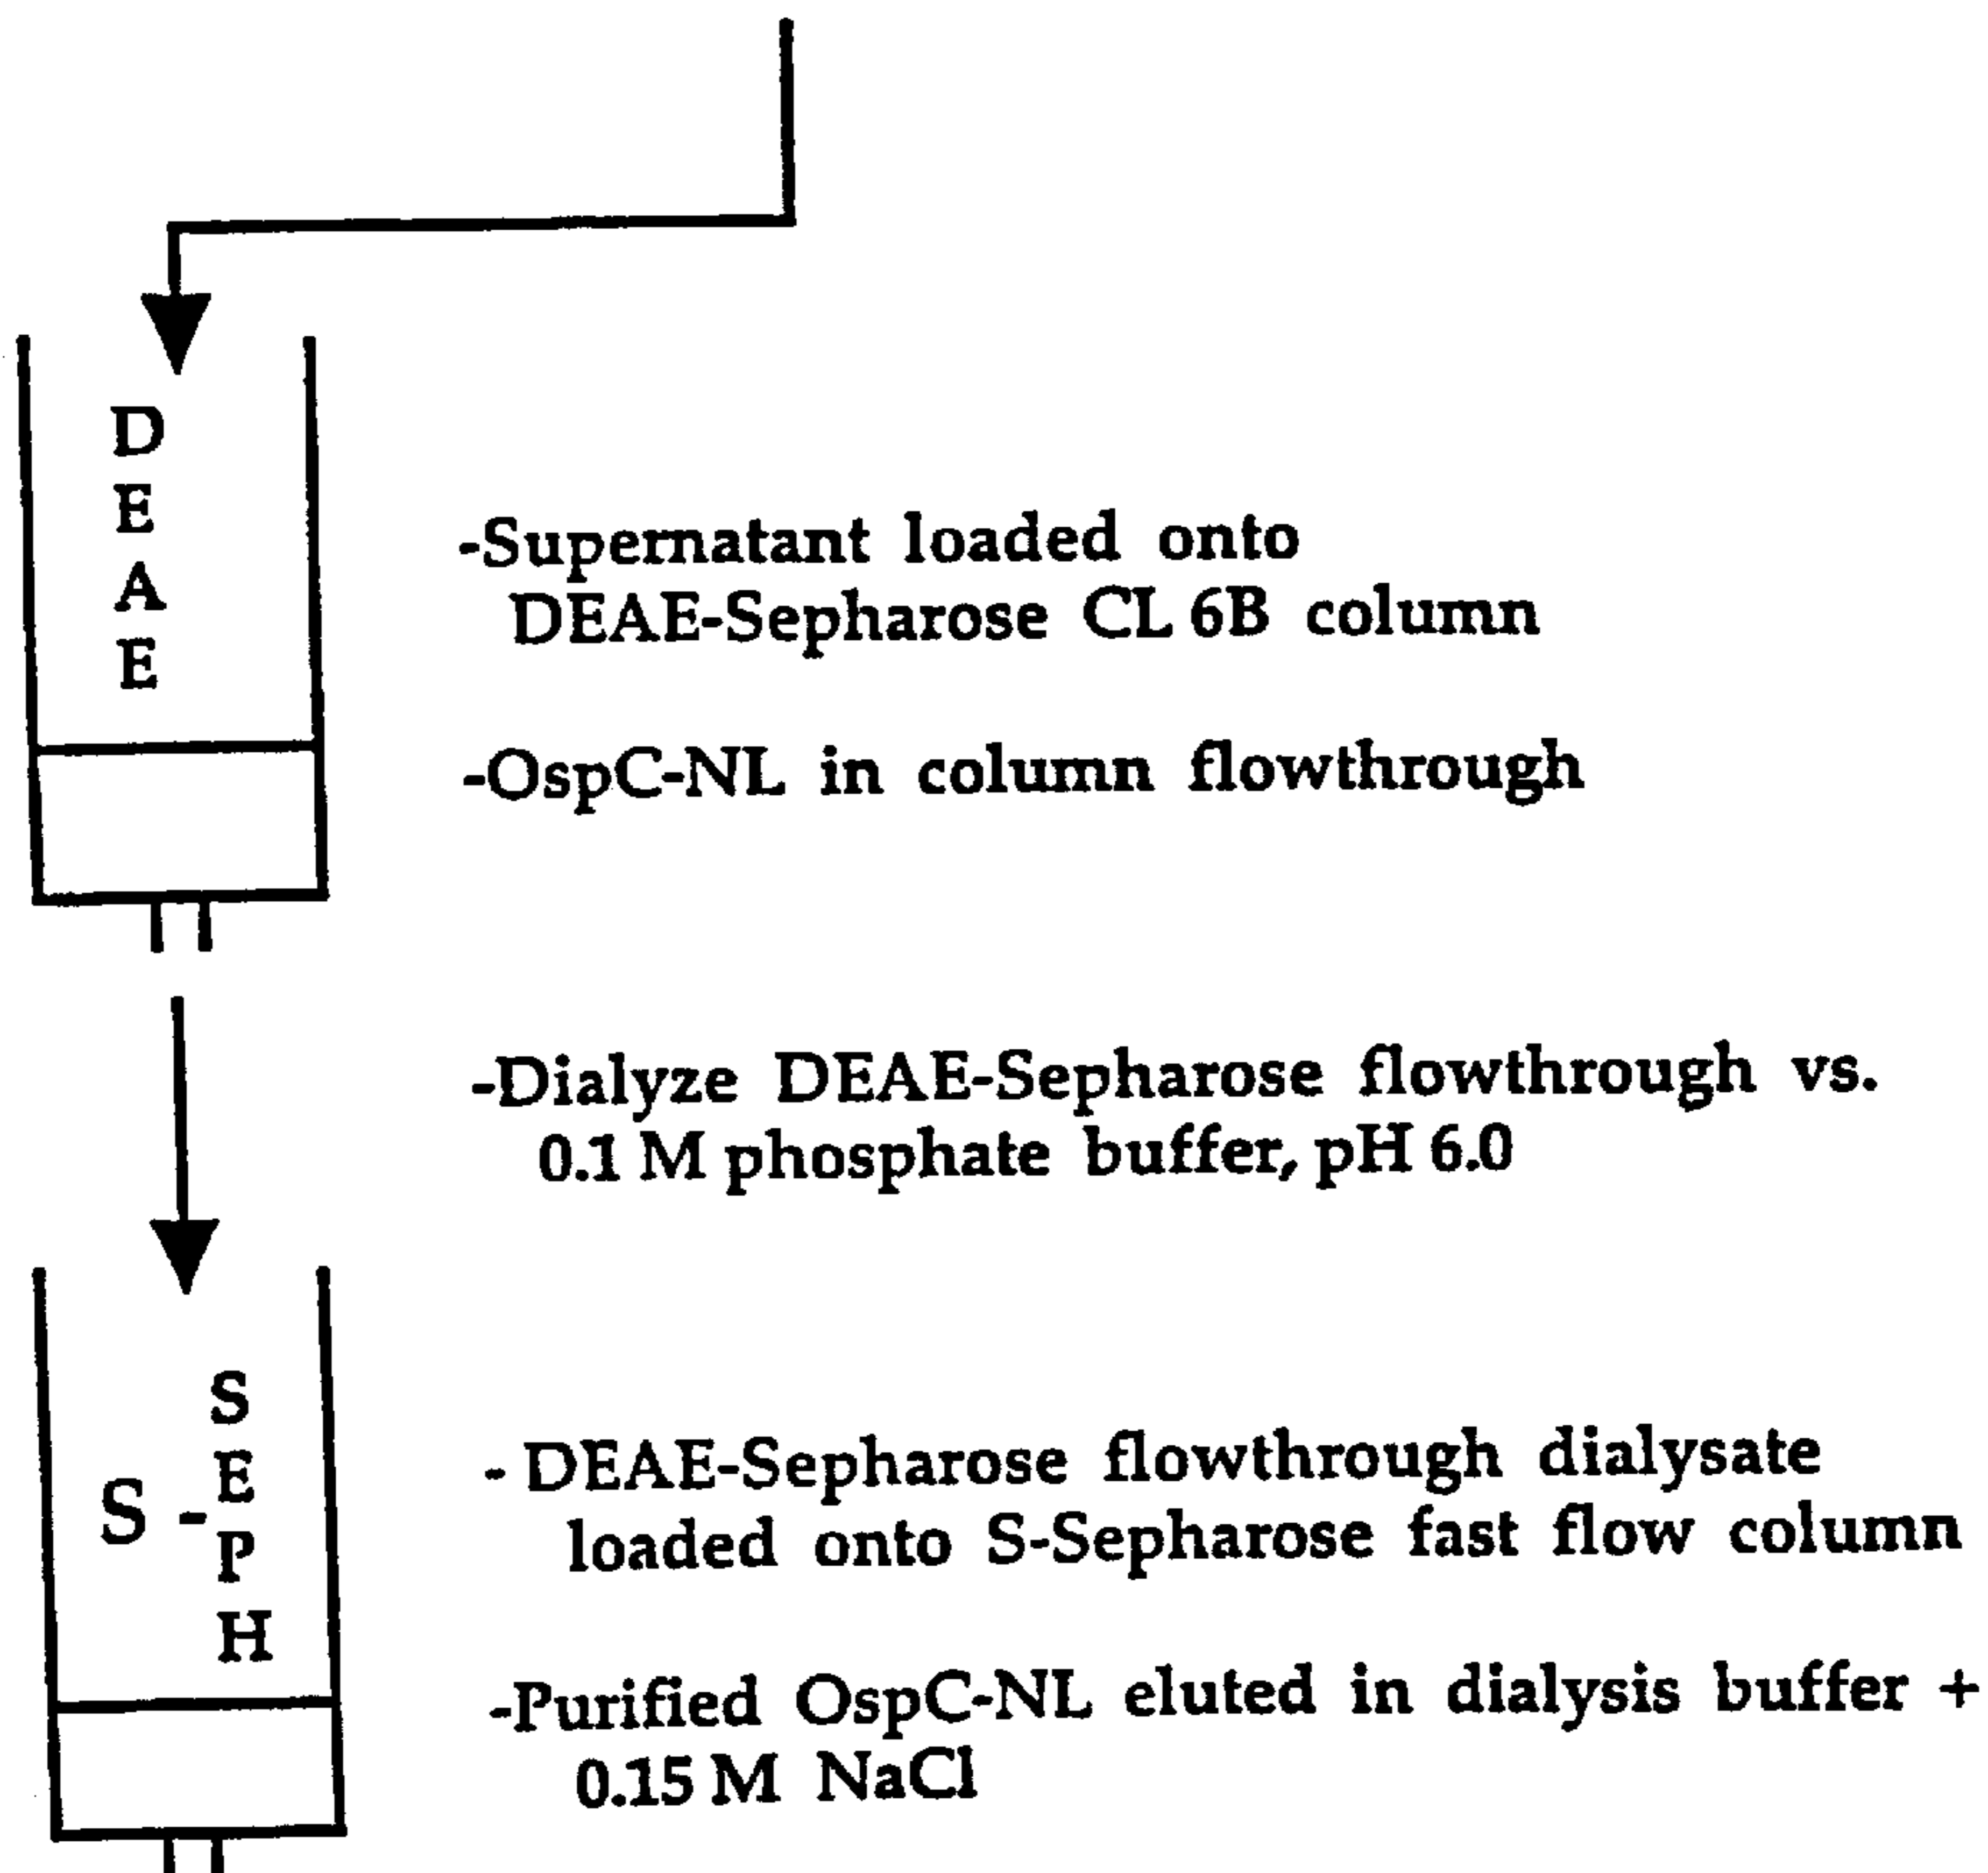 D
E
A
E
-Supernatant loaded onto
DEAE-Sepharose CL 6B column
-OspC-NL in column flowthrough
-Dialyze DEAE-Sepharose flowthrough vs.
0.1 M phosphate buffer, pH 6.0
S -
S
E
P
H
- DEAE-Sepharose flowthrough dialysate
loaded onto S-Sepharose fast flow column
-Purified OspC-NL eluted in dialysis buffer +
0.15 M NaCl